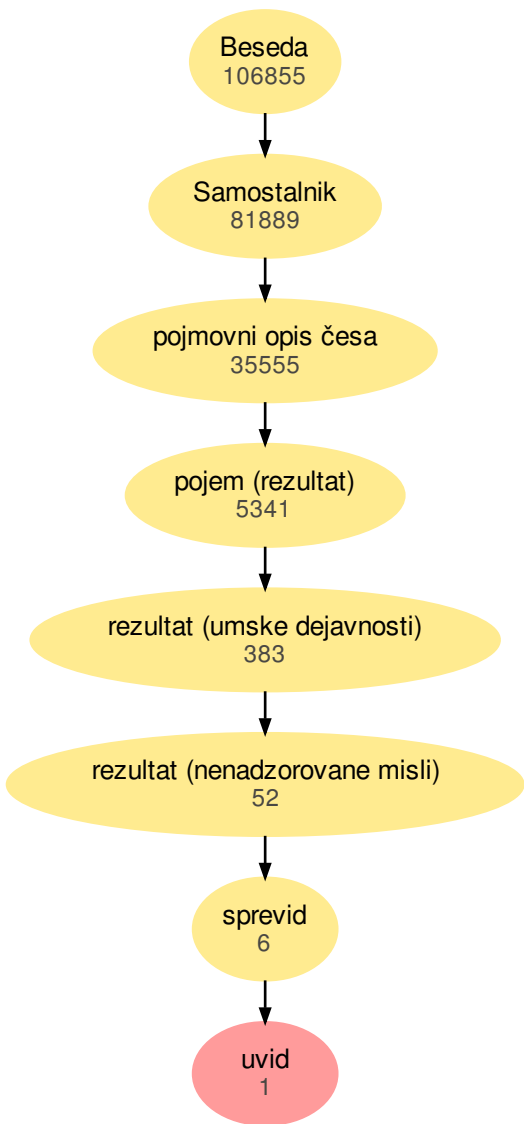 Beseda
106855
Samostalnik
81889
pojmovni opis česa
35555
pojem (rezultat)
5341
rezultat (umske dejavnosti)
383
rezultat (nenadzorovane misli)
52
sprevid
6
uvid
1